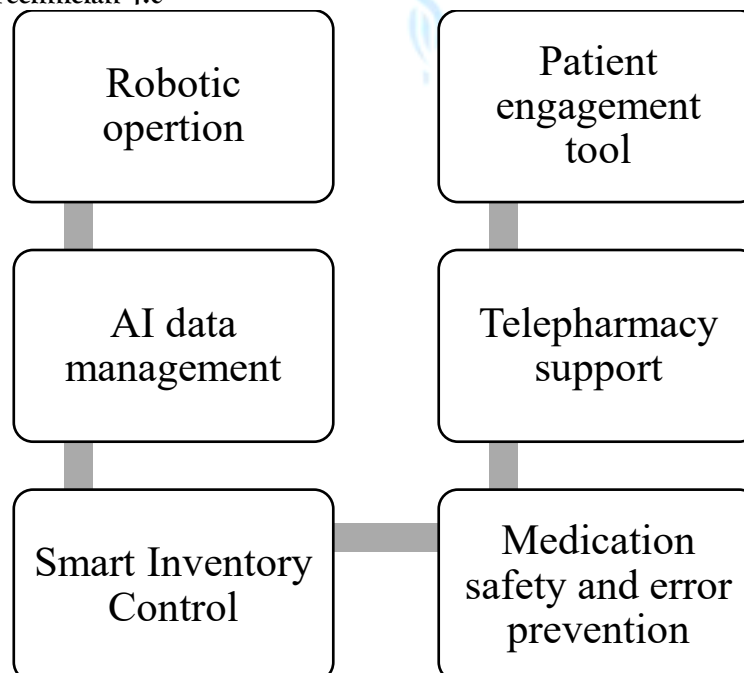 Robotic
opertion
AI data
management
Smart Inventory
Control
Medication
safety and error
prevention
Telepharmacy
support
Patient
engagement
tool